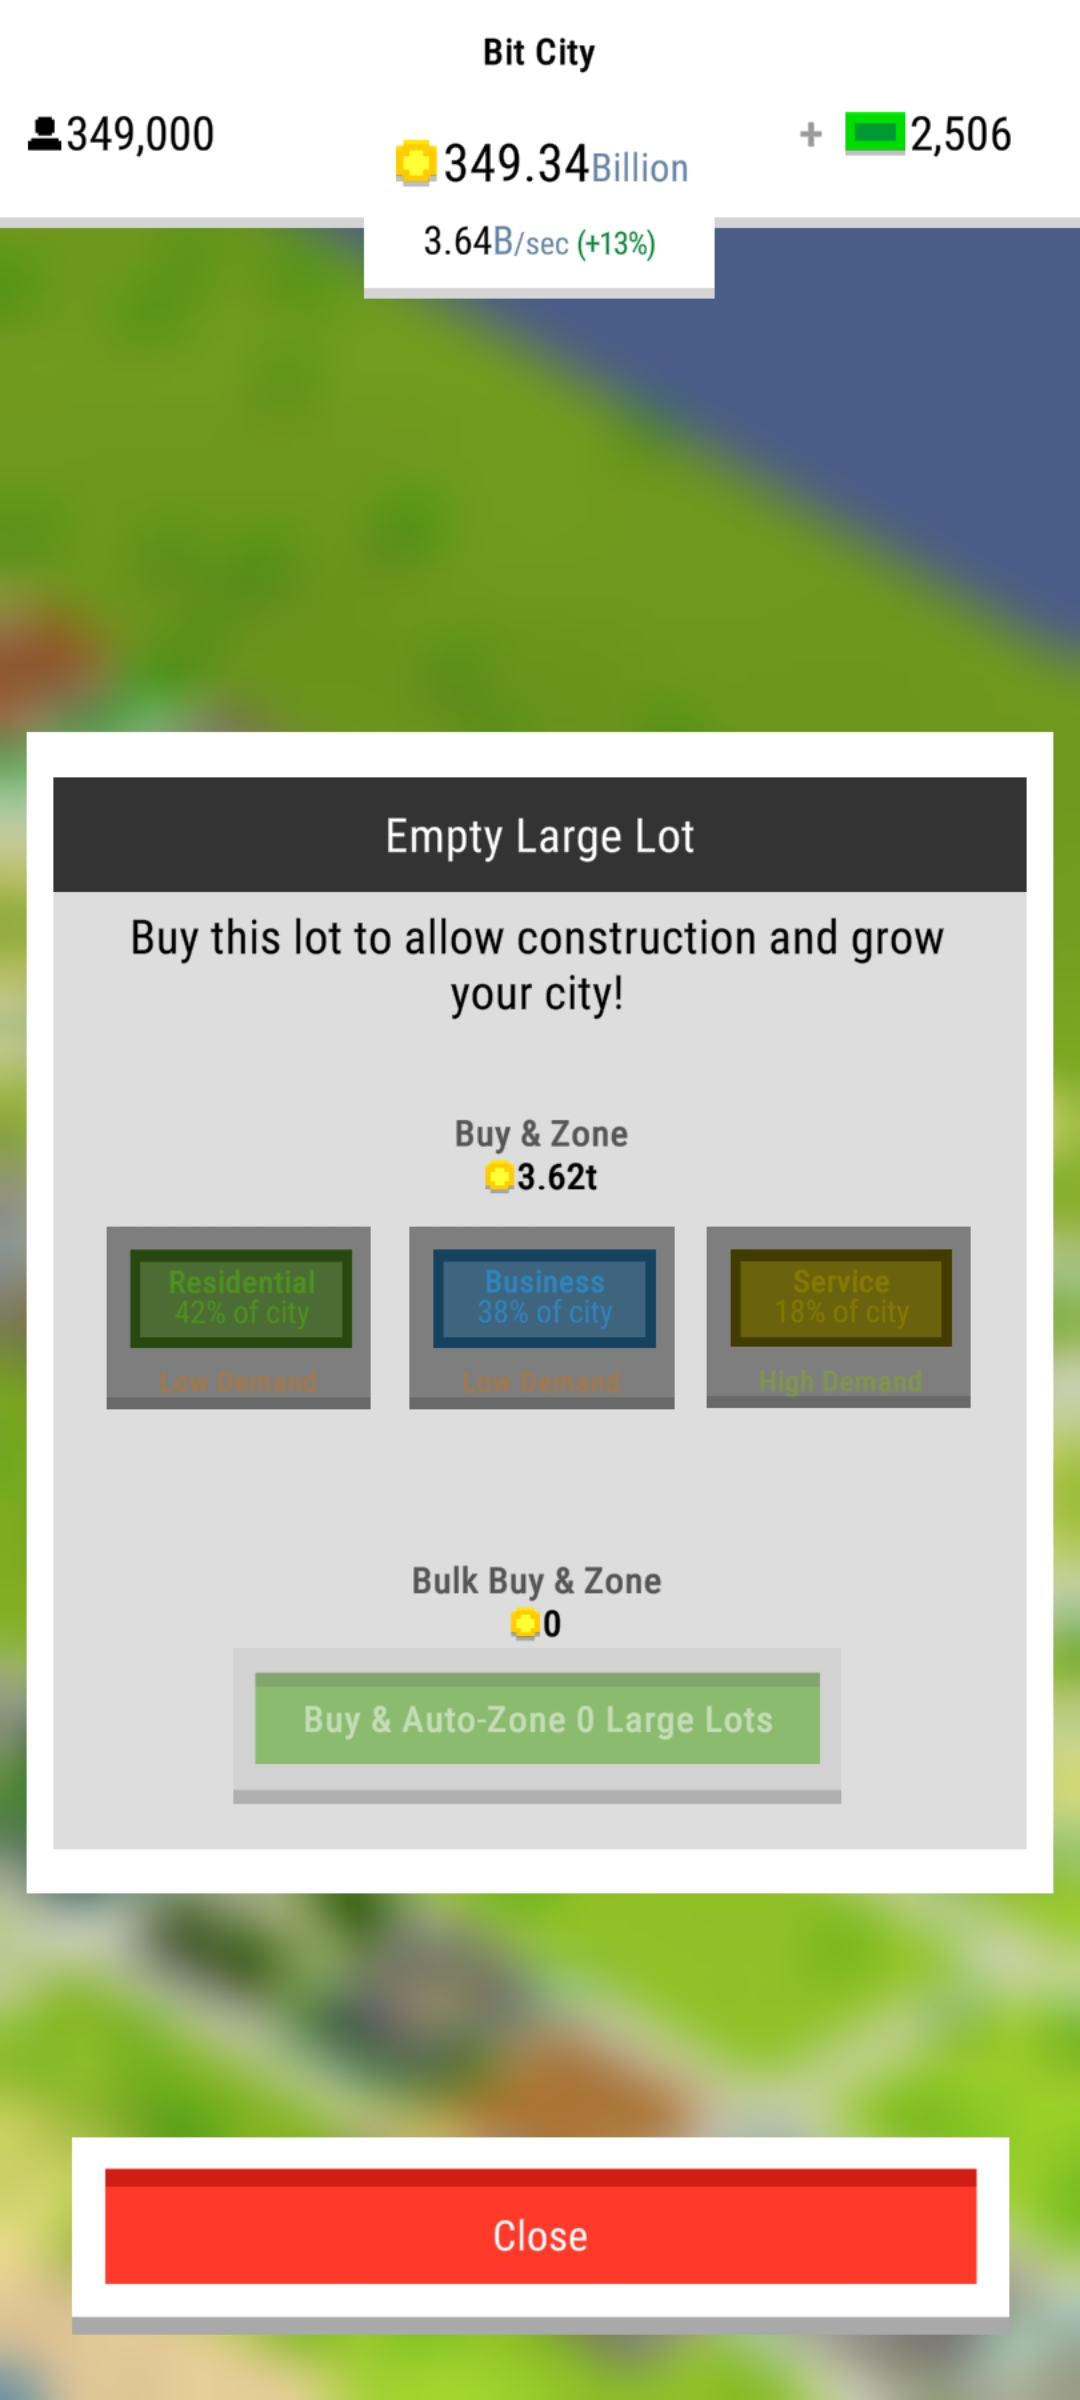 Bit City
349,000
349.34Billion
+ 2,506
3.64B/sec (+13%)
Empty Large Lot
Buy this lot to allow construction and grow
your city!
Buy & Zone
3.62t
Residential
42% of city
Low Demand
Business
38% of city
Low Demand
Service
18% of city
High Demand
Bulk Buy & Zone
0
Buy & Auto-Zone 0 Large Lots
Close